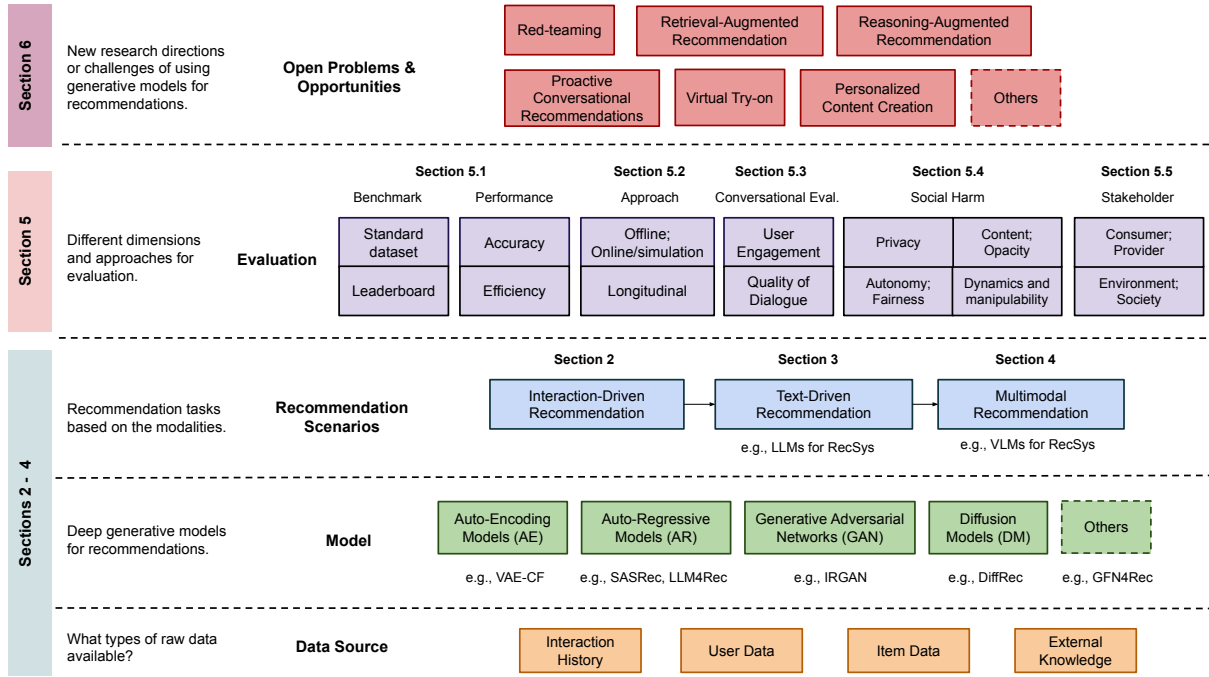 Section 6
New research directions
or challenges of using
generative models for
recommendations.
Open Problems &
Opportunities
Red-teaming
Retrieval-Augmented
Recommendation
Reasoning-Augmented
Recommendation
Proactive
Conversational
Recommendations
Virtual Try-on
Personalized
Content Creation
Others
Section 5
Different dimensions
and approaches for
evaluation.
Evaluation
Section 5.1
Section 5.2
Section 5.3
Section 5.4
Section 5.5
Benchmark
Performance
Approach
Conversational Eval.
Social Harm
Stakeholder
Standard
dataset
Accuracy
Offline;
Online/simulation
User
Engagement
Privacy
Content;
Opacity
Consumer;
Provider
Leaderboard
Efficiency
Longitudinal
Quality of
Dialogue
Autonomy;
Fairness
Dynamics and
manipulability
Environment;
Society
Sections 2 - 4
Recommendation tasks
based on the modalities.
Recommendation
Scenarios
Section 2
Section 3
Section 4
Interaction-Driven
Recommendation
Text-Driven
Recommendation
Multimodal
Recommendation
e.g., LLMs for RecSys
e.g., VLMs for RecSys
Deep generative models
for recommendations.
Model
Auto-Encoding
Models (AE)
Auto-Regressive
Models (AR)
Generative Adversarial
Networks (GAN)
Diffusion
Models (DM)
Others
e.g., VAE-CF
e.g., SASRec, LLM4Rec
e.g., IRGAN
e.g., DiffRec
e.g., GFN4Rec
What types of raw data
available?
Data Source
Interaction
History
User Data
Item Data
External
Knowledge